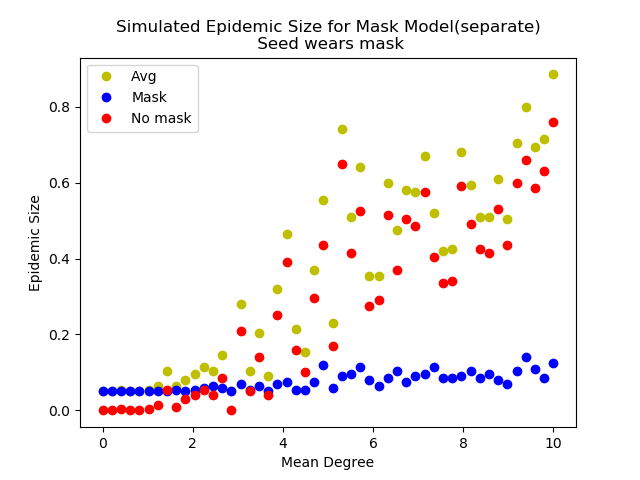 Simulated Epidemic Size for Mask Model(separate)
Seed wears mask
Avg
Mask
No mask
Epidemic Size
0.8
0.6
0.4
0.2
0.0
0 2 4 6 8 10
Mean Degree